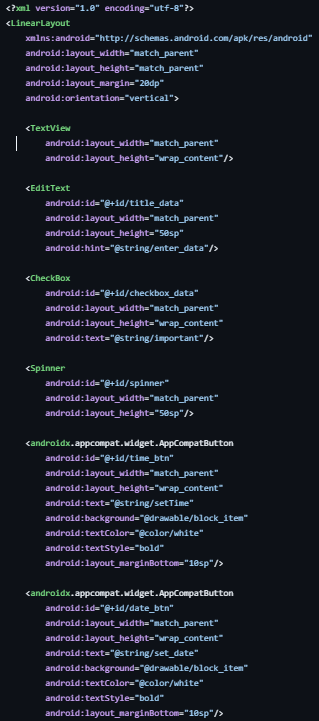 <?xml version="1.0" encoding="utf-8"?>
<LinearLayout
    xmlns:android="http://schemas.android.com/apk/res/android"
    android:layout_width="match_parent"
    android:layout_height="match_parent"
    android:layout_margin="20dp"
    android:orientation="vertical">

    <TextView
        android:layout_width="match_parent"
        android:layout_height="wrap_content"/>

    <EditText
        android:id="@+id/title_data"
        android:layout_width="match_parent"
        android:layout_height="50sp"
        android:hint="@string/enter_data"/>

    <CheckBox
        android:id="@+id/checkbox_data"
        android:layout_width="match_parent"
        android:layout_height="wrap_content"
        android:text="@string/important"/>

    <Spinner
        android:id="@+id/spinner"
        android:layout_width="match_parent"
        android:layout_height="50sp"/>

    <androidx.appcompat.widget.AppCompatButton
        android:id="@+id/time_btn"
        android:layout_width="match_parent"
        android:layout_height="wrap_content"
        android:text="@string/setTime"
        android:background="@drawable/block_item"
        android:textColor="@color/white"
        android:textStyle="bold"
        android:layout_marginBottom="10sp"/>

    <androidx.appcompat.widget.AppCompatButton
        android:id="@+id/date_btn"
        android:layout_width="match_parent"
        android:layout_height="wrap_content"
        android:text="@string/set_date"
        android:background="@drawable/block_item"
        android:textColor="@color/white"
        android:textStyle="bold"
        android:layout_marginBottom="10sp"/>